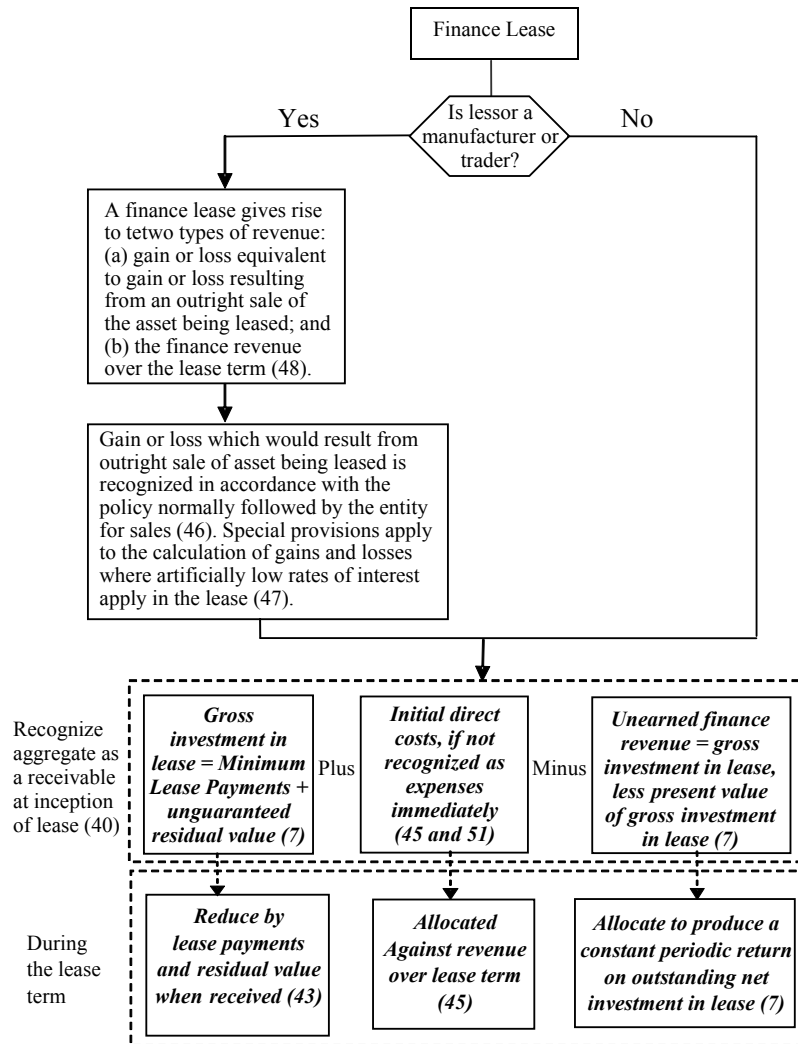 Finance Lease
Is lessor a
manufacturer or
trader?
Yes
No
A finance lease gives rise
to tetwo types of revenue:
(a) gain or loss equivalent
to gain or loss resulting
from an outright sale of
the asset being leased; and
(b) the finance revenue
over the lease term (48).
Gain or loss which would result from
outright sale of asset being leased is
recognized in accordance with the
policy normally followed by the entity
for sales (46). Special provisions apply
to the calculation of gains and losses
where artificially low rates of interest
apply in the lease (47).
Recognize
aggregate as
a receivable
at inception
of lease (40)
Gross
investment in
lease = Minimum
Lease Payments +
unguaranteed
residual value (7)
Plus
Initial direct
costs, if not
recognized as
expenses
immediately
(45 and 51)
Minus
Unearned finance
revenue = gross
investment in lease,
less present value
of gross investment
in lease (7)
During
the lease
term
Reduce by
lease payments
and residual value
when received (43)
Allocated
Against revenue
over lease term
(45)
Allocate to produce a
constant periodic return
on outstanding net
investment in lease (7)